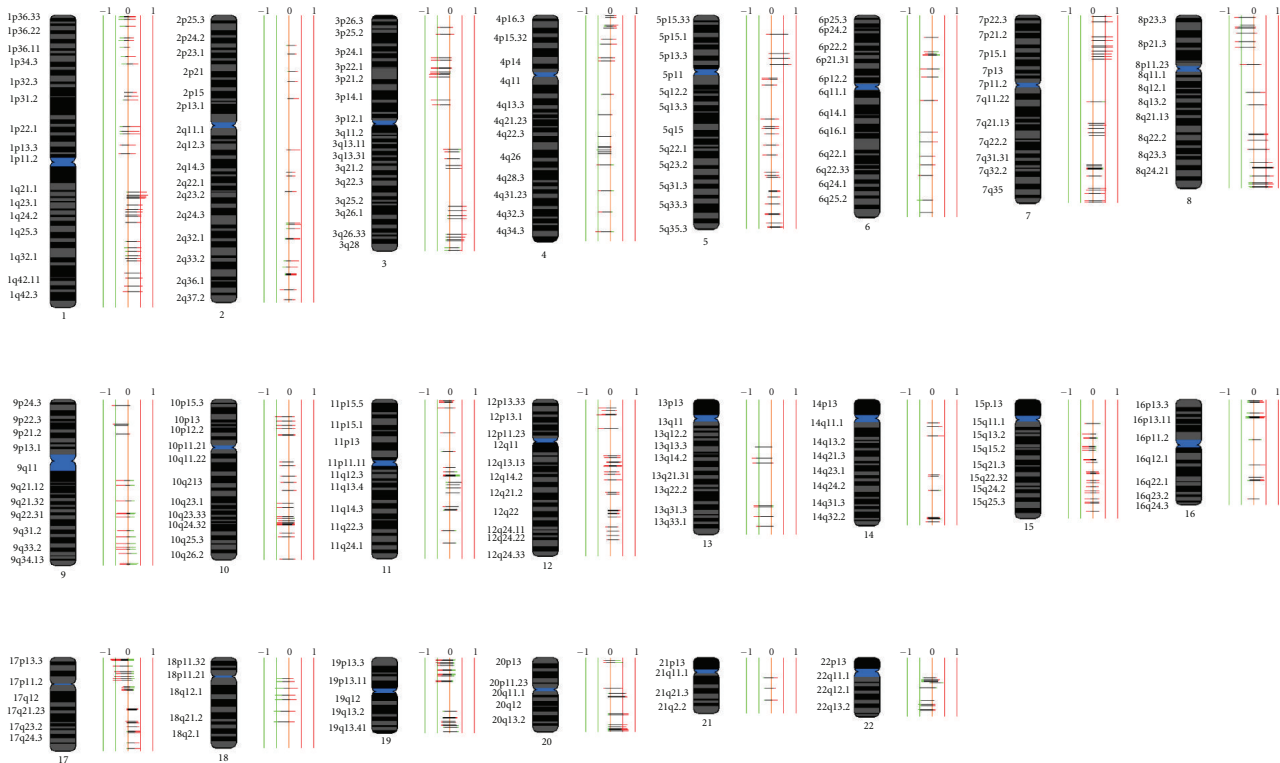 −1 0 1
1p36.33
1p36.22
1p36.11
1p34.3
1p32.3
1p31.2
1p22.1
1p13.3
1p11.2
1q21.1
1q23.1
1q24.2
1q25.3
1q32.1
1q42.11
1q42.3
1
−1 0 1
2p25.3
2p24.2
2p23.1
2p21
2p15
2p13.1
2q11.1
2q12.3
2q14.3
2q22.1
2q23.2
2q24.3
2q32.1
2q33.2
2q36.1
2q37.2
2
−1 0 1
3p26.3
3p25.2
3p24.1
3p22.1
3p21.2
3p14.1
3p12.1
3q11.2
3q13.11
3q13.31
3q21.2
3q22.3
3q25.2
3q26.1
3q26.33
3q28
3
−1 0 1
4p16.3
4p15.32
4p14
4q11
4q13.3
4q21.23
4q22.3
4q26
4q28.3
4q31.23
4q32.3
4q34.3
4
−1 0 1
5p15.33
5p15.1
5p13.3
5p11
5q12.2
5q13.3
5q15
5q22.1
5q23.2
5q31.3
5q33.3
5q35.3
5
−1 0 1
6p25.3
6p24.2
6p22.2
6p21.31
6p12.2
6q11.1
6q14.1
6q16.1
6q22.1
6q22.33
6q24.1
6q25.2
6
−1 0 1
7p22.3
7p21.2
7p15.1
7p13
7p11.2
7q11.22
7q21.13
7q22.2
7q31.31
7q32.2
7q35
7
−1 0 1
8p23.3
8p21.3
8p11.23
8q11.1
8q12.1
8q13.2
8q21.13
8q22.2
8q23.3
8q24.21
8
−1 0 1
9p24.3
9p22.3
9p21.2
9p13.1
9q11
9q21.12
9q21.32
9q22.31
9q31.2
9q33.2
9q34.13
9
−1 0 1
10p15.3
10p13
10p12.2
10p11.21
10q11.22
10q21.3
10q23.1
10q23.33
10q24.32
10q25.3
10q26.2
10
−1 0 1
11p15.5
11p15.1
11p13
11p12.11
11q12.3
11q13.4
11q14.3
11q22.3
11q24.1
11
−1 0 1
12p13.33
12p13.1
12p11.23
12q11
12q13.13
12q14.2
12q21.2
12q22
12q24.11
12q24.22
12q24.33
12
−1 0 1
13p13
13q11
13q12.2
13q13.3
13q14.2
13q21.31
13q22.2
13q31.3
13q33.1
13
−1 0 1
14p13
14q11.1
14q13.2
14q21.3
14q23.1
14q24.2
14q31.3
14q32.2
14
−1 0 1
15p.13
15q11.1
15q13.2
15q15.2
15q21.3
15q22.32
15q24.2
15q25.3
15
−1 0 1
16p13.3
16p13.11
16p11.2
16q12.1
16q22.1
16q23.2
16q24.3
16
−1 0 1
17p13.3
17p11.2
17q12
17q21.23
17q23.2
17q24.3
17
−1 0 1
18p11.32
18p11.21
18q12.1
18q21.2
18q2.1
18
−1 0 1
19p13.3
19p13.11
19q12
19q13.2
19q13.41
19
−1 0 1
20p13
20p11.23
20q11.1
20q12
20q13.2
20
−1 0 1
21p13
21q11.1
21q21.3
21q2.2
21
−1 0 1
22p13
22q11.1
22q12.1
22q13.2
22